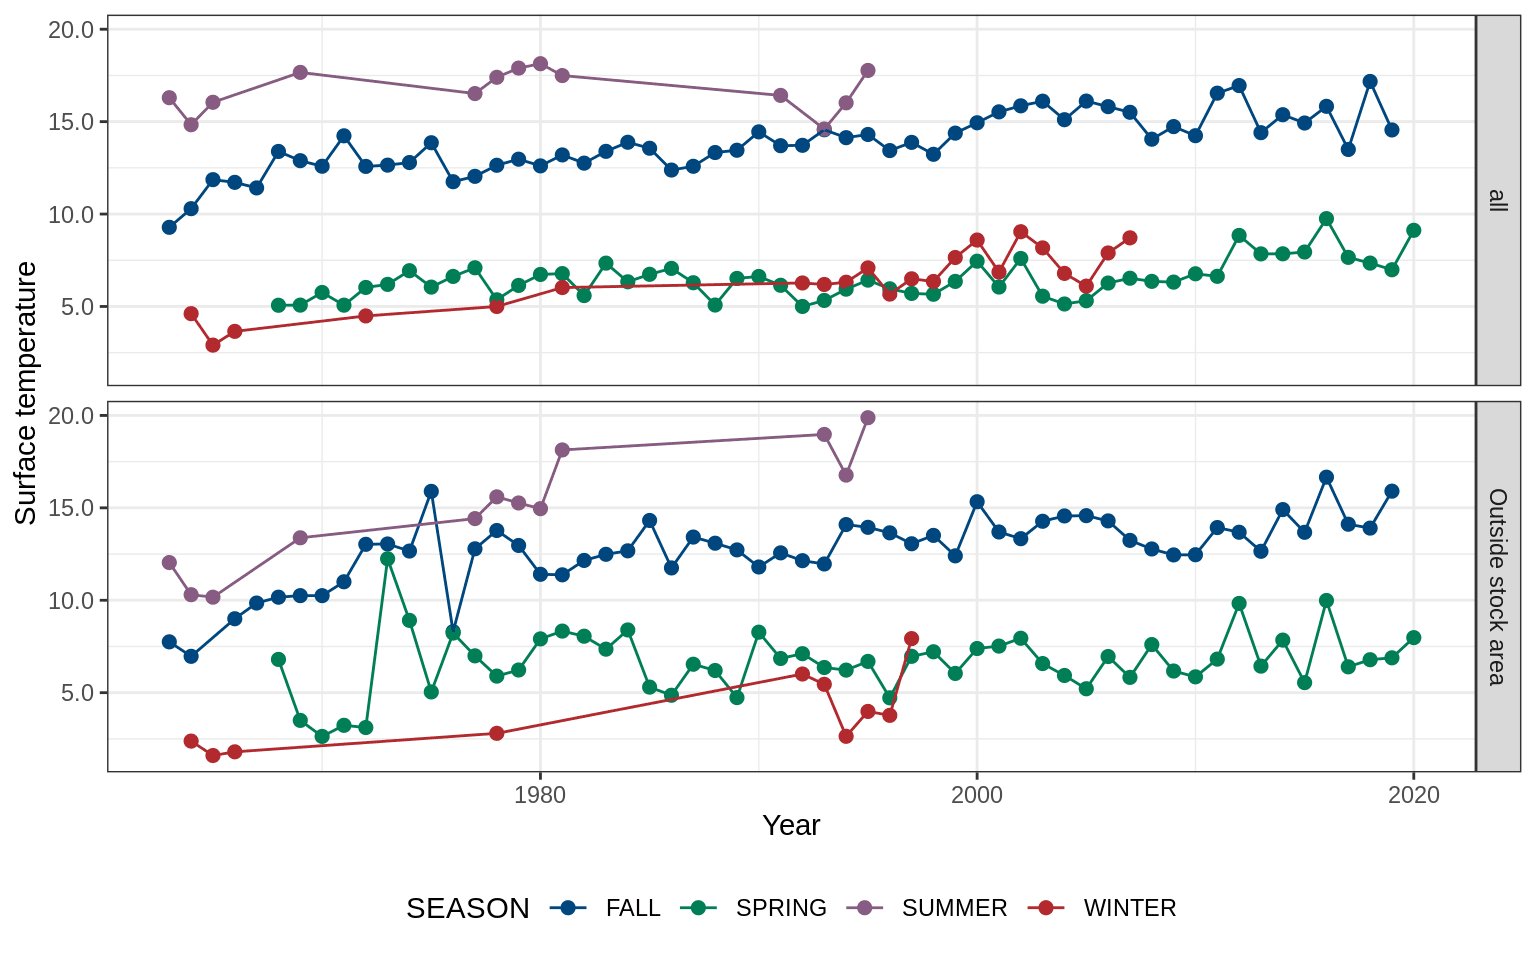 Surface temperature
20.0
15.0
10.0
5.0
all
20.0
15.0
10.0
5.0
Outside stock area
1980 2000 2020
Year
SEASON FALL SPRING SUMMER WINTER